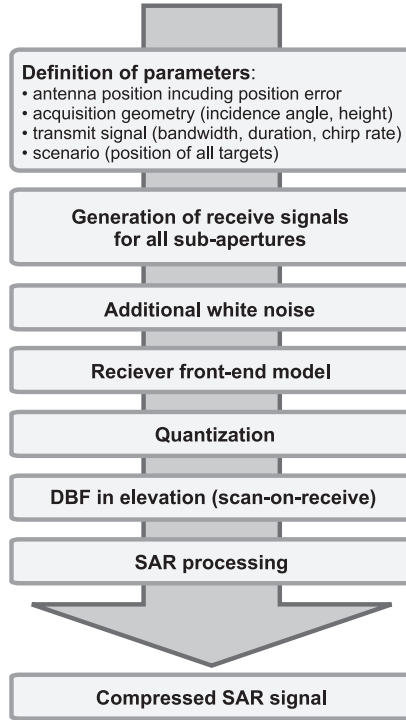 Definition of parameters:
• antenna position incuding position error
• acquisition geometry (incidence angle, height)
• transmit signal (bandwidth, duration, chirp rate)
• scenario (position of all targets)
Generation of receive signals
for all sub-apertures
Additional white noise
Reciever front-end model
Quantization
DBF in elevation (scan-on-receive)
SAR processing
Compressed SAR signal